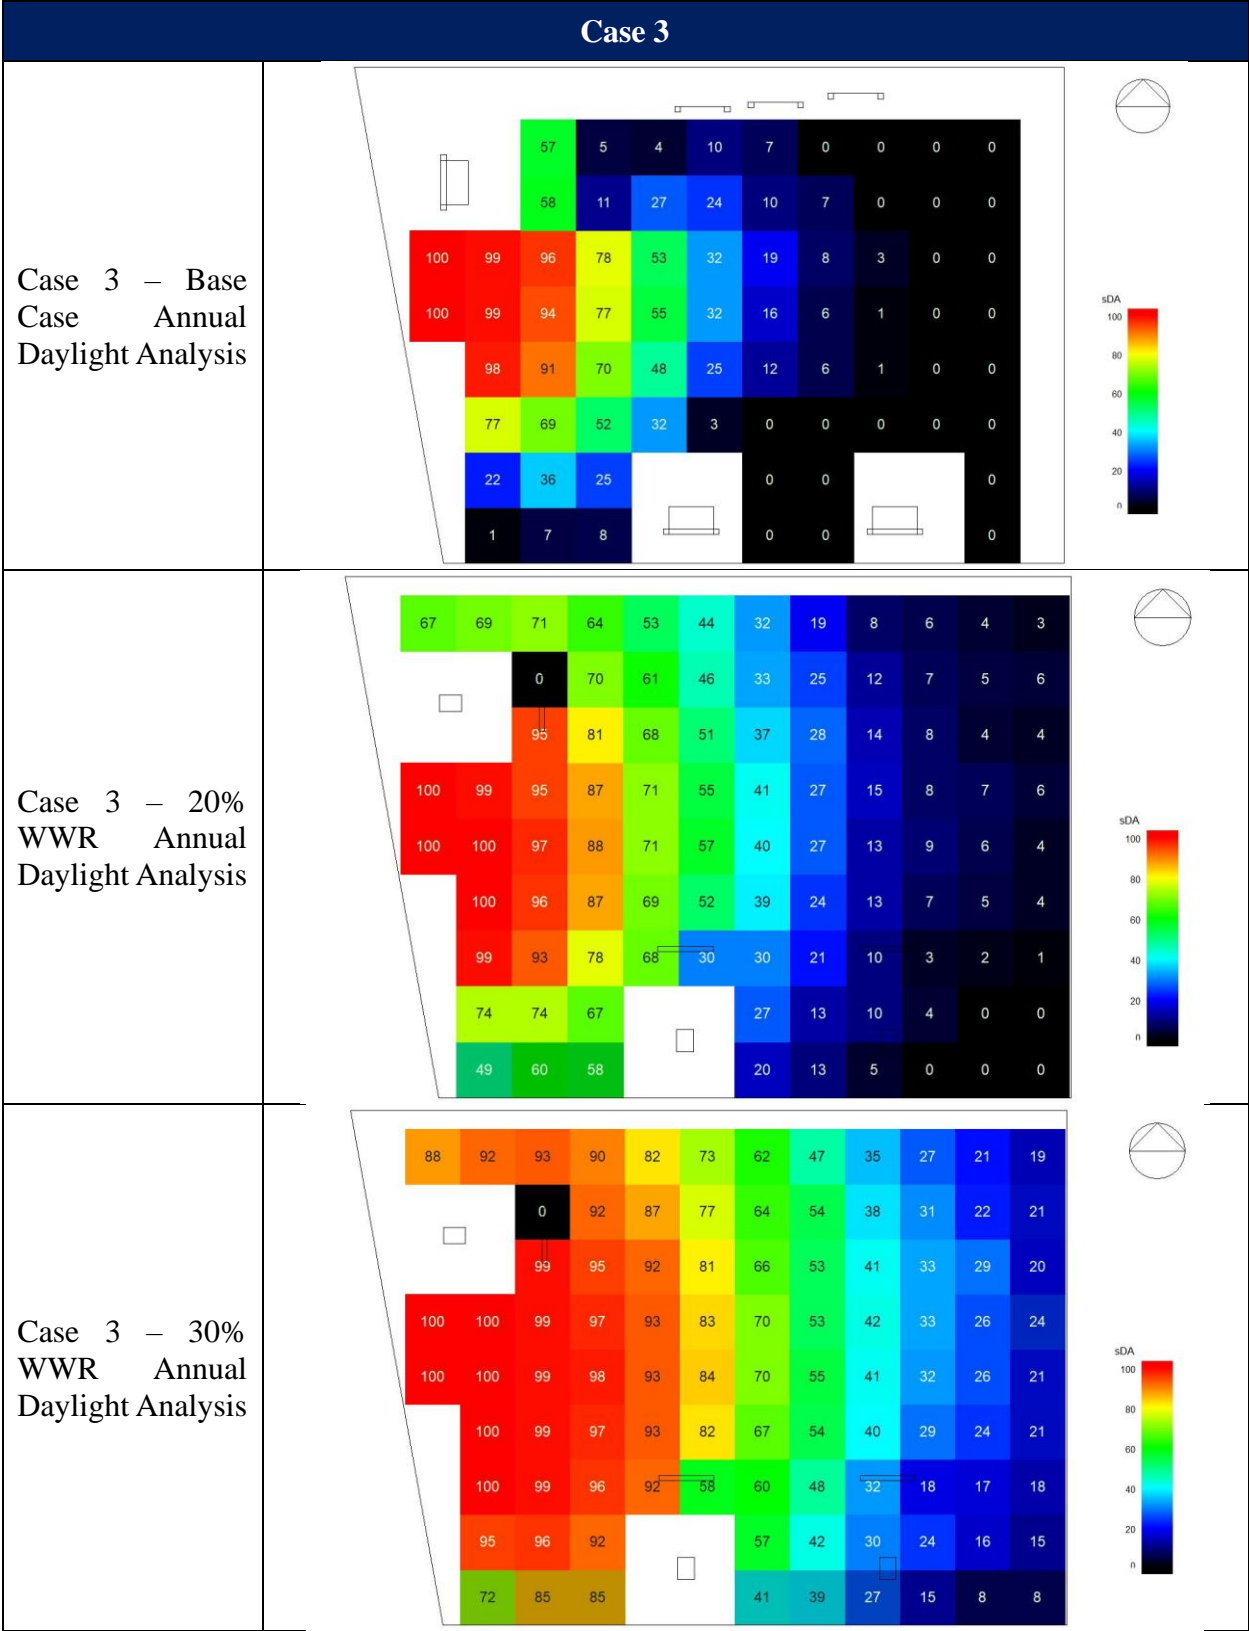 Case 3
Case 3 – Base
Case Annual
Daylight Analysis
57 5 4 10 7 0 0 0 0
58 11 27 24 10 7 0 0 0
100 99 96 78 53 32 19 8 3 0 0
100 99 94 77 55 32 16 6 1 0 0
98 91 70 48 25 12 6 1 0 0
77 69 52 32 3 0 0 0 0 0
22 36 25 0 0 0
1 7 8 0 0 0
sDA
100
80
60
40
20
0
Case 3 – 20%
WWR Annual
Daylight Analysis
67 69 71 64 53 44 32 19 8 6 4 3
0 70 61 46 33 25 12 7 5 6
95 81 68 51 37 28 14 8 4 4
100 99 95 87 71 55 41 27 15 8 7 6
100 100 97 88 71 57 40 27 13 9 6 4
100 96 87 69 52 39 24 13 7 5 4
99 93 78 68 30 30 21 10 3 2 1
74 74 67 27 13 10 4 0 0
49 60 58 20 13 5 0 0 0
sDA
100
80
60
40
20
0
Case 3 – 30%
WWR Annual
Daylight Analysis
88 92 93 90 82 73 62 47 35 27 21 19
0 92 87 77 64 54 38 31 22 21
99 95 92 81 66 53 41 33 29 20
100 100 99 97 93 83 70 53 42 33 26 24
100 100 99 98 93 84 70 55 41 32 26 21
100 99 97 93 82 67 54 40 29 24 21
100 99 96 92 58 60 48 32 18 17 18
95 96 92 57 42 30 24 16 15
72 85 85 41 39 27 15 8 8
sDA
100
80
60
40
20
0